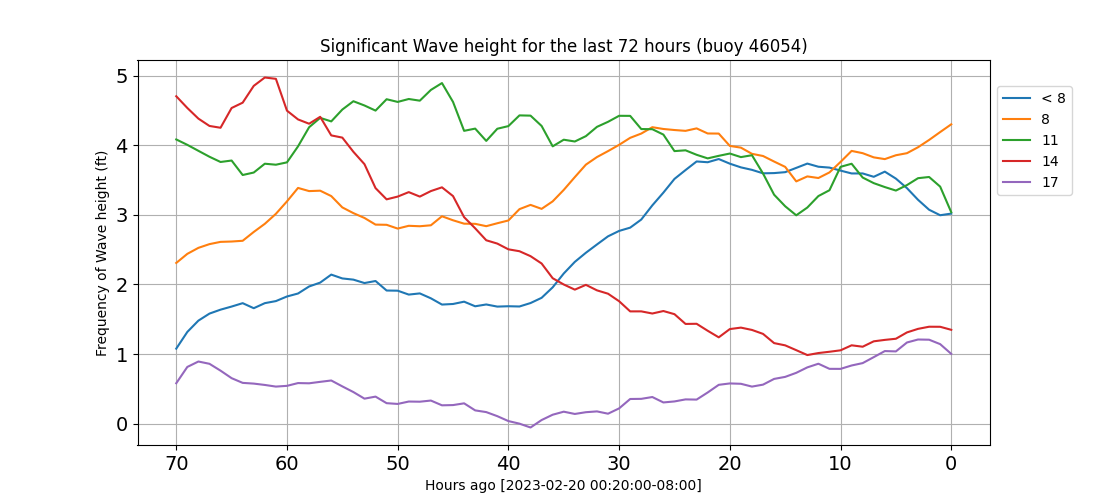 Significant Wave height for the last 72 hours (buoy 46054)
Frequency of Wave height (ft)
5
4
3
2
1
0
70 60 50 40 30 20 10 0
Hours ago [2023-02-20 00:20:00-08:00]
< 8
8
11
14
17